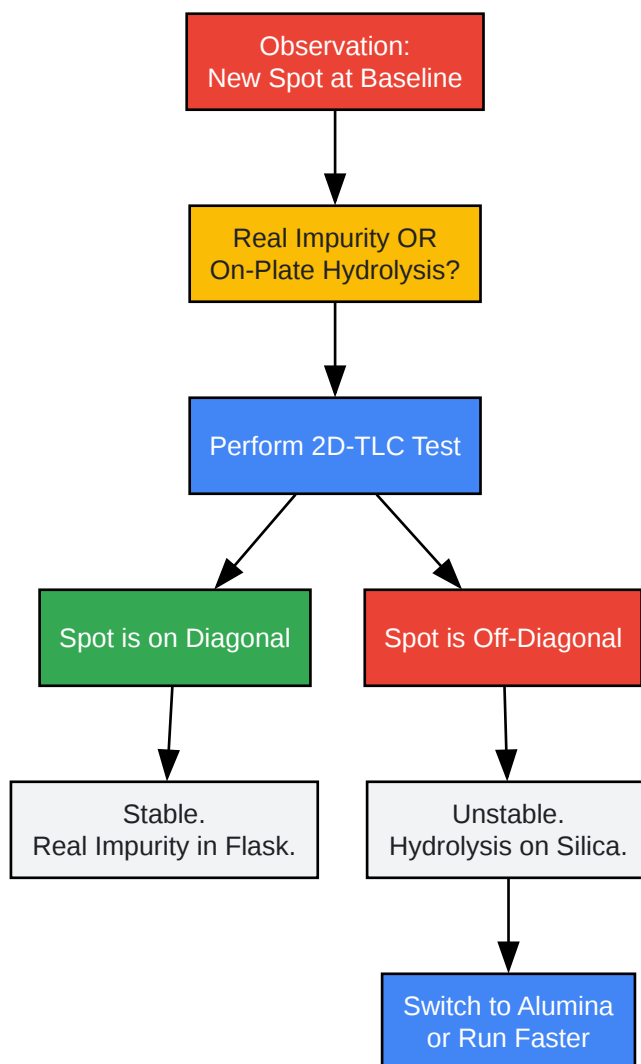 Observation:
New Spot at Baseline
Real Impurity OR
On-Plate Hydrolysis?
Perform 2D-TLC Test
Spot is on Diagonal
Spot is Off-Diagonal
Stable.
Real Impurity in Flask.
Unstable.
Hydrolysis on Silica.
Switch to Alumina
or Run Faster